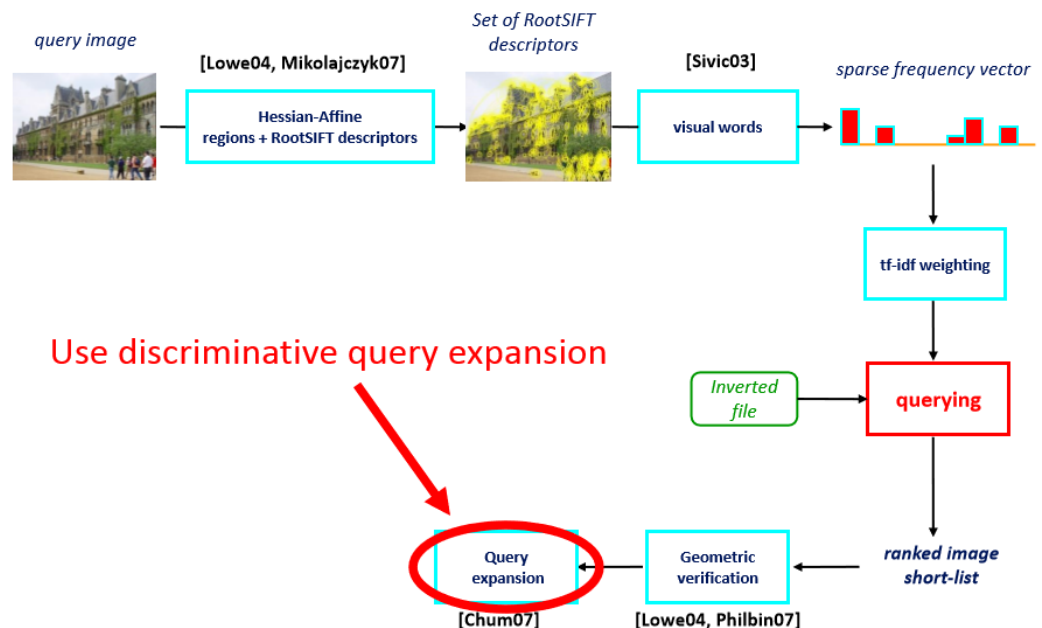 query image
[Lowe04, Mikolajczyk07]
Hessian-Affine
regions + RootSIFT descriptors
Set of RootSIFT
descriptors
[Sivic03]
visual words
sparse frequency vector
tf-idf weighting
Use discriminative query expansion
Inverted
file
querying
ranked image
short-list
Geometric
verification
[Lowe04, Philbin07]
Query
expansion
[Chum07]